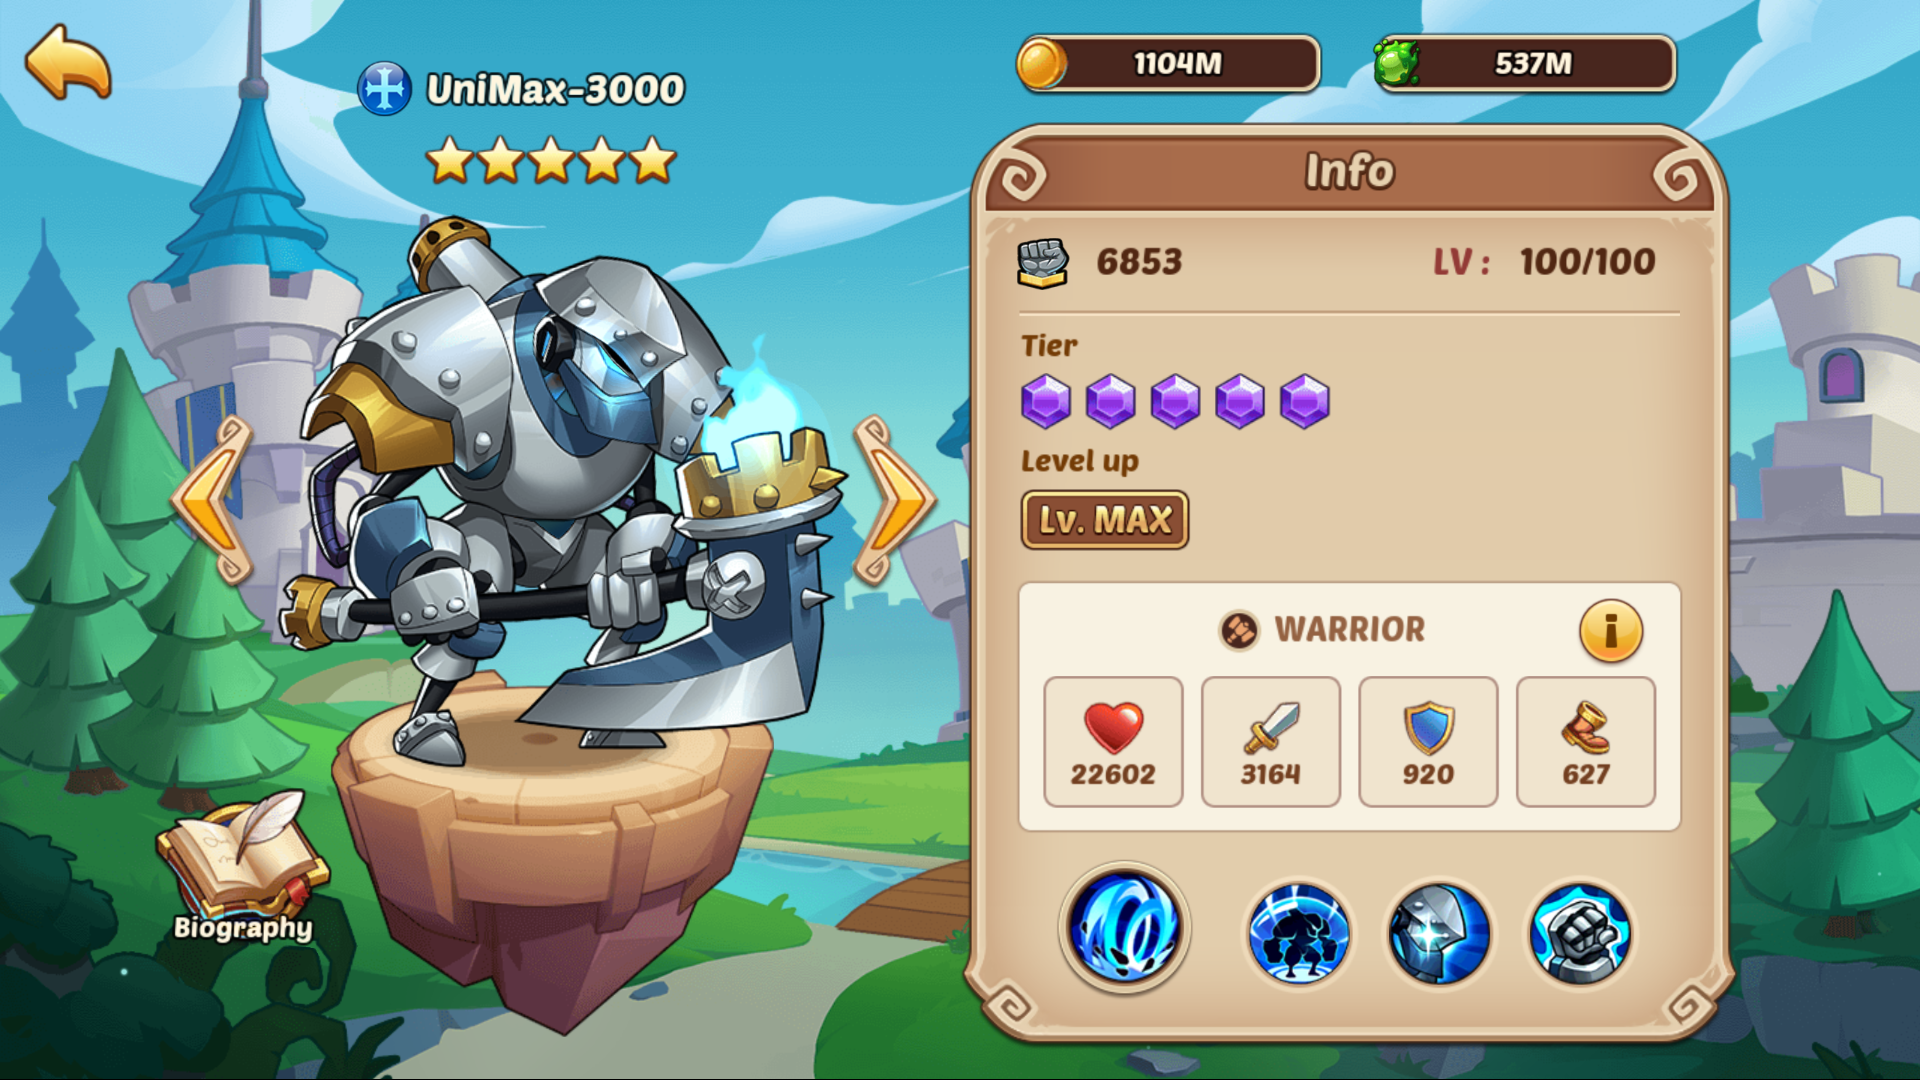 UniMax-3000
1104M
537M
Info
6853
LV : 100/100
Tier
Level up
Lv. MAX
WARRIOR
22602
3164
920
627
Biography